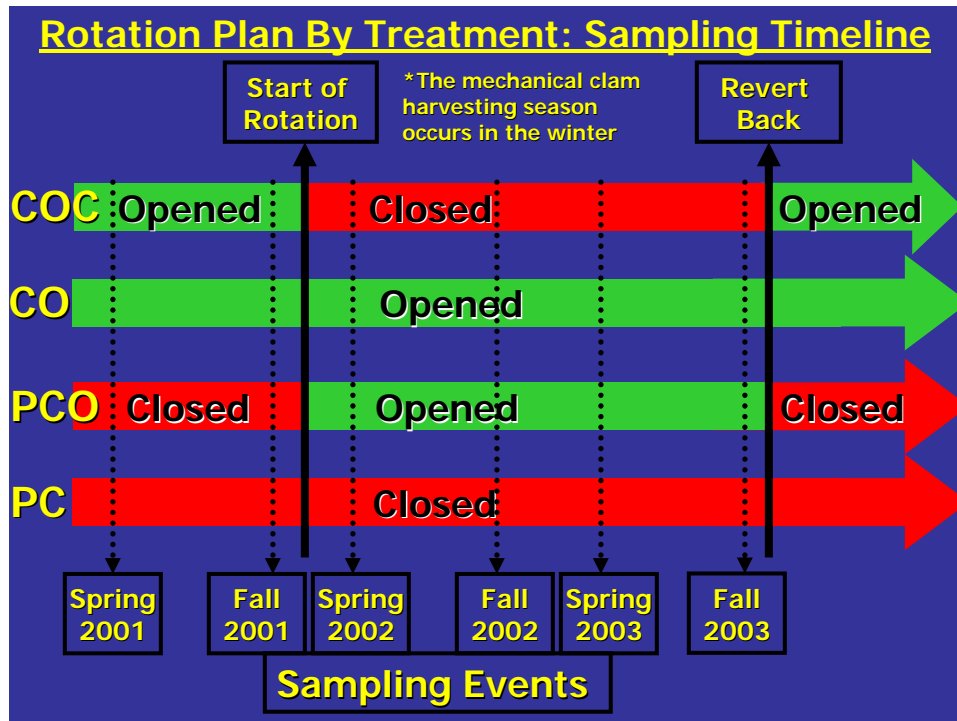 Rotation Plan By Treatment: Sampling Timeline
Start of
Rotation
*The mechanical clam
harvesting season
occurs in the winter
Revert
Back
COC Opened Closed Opened
CO Opened
PCO Closed Opened Closed
PC Closed
Spring
2001
Fall
2001
Spring
2002
Fall
2002
Spring
2003
Fall
2003
Sampling Events